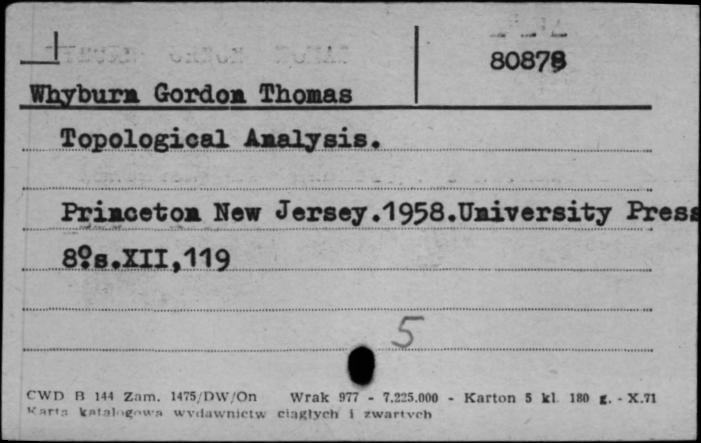 80878
Whyburn Gordon Thomas
Topological Analysis.
Princeton New Jersey.1958.University Press
8⁰s.XII,119
5
CWD B 144 Zam. 1475/DW/On Wrak 977 - 7.225.000 - Karton 5 kl. 180 g. - X.71
Karta katalogowa wydawnictw ciągłych i zwartych